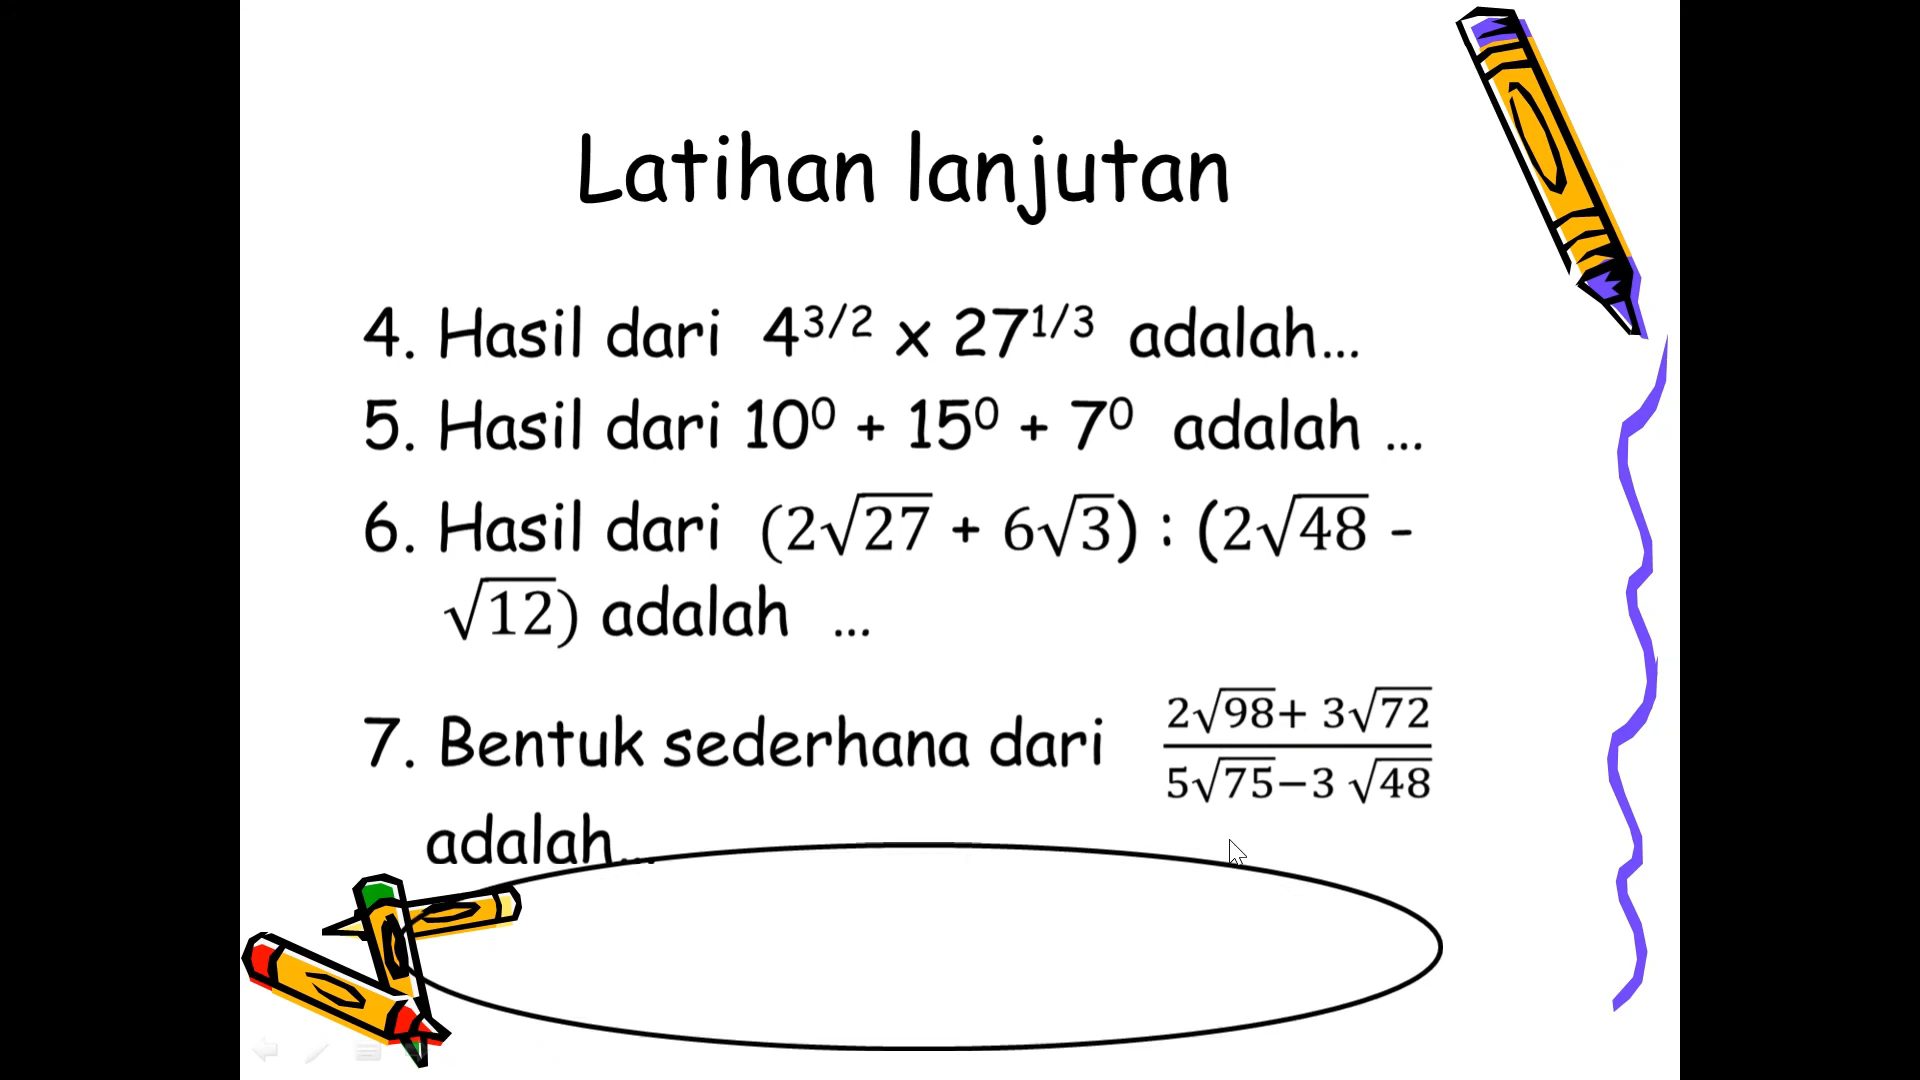 Latihan lanjutan
4. Hasil dari 4^{3/2} x 27^{1/3} adalah...
5. Hasil dari 10⁰ + 15⁰ + 7⁰ adalah ...
6. Hasil dari (2√27 + 6√3) : (2√48 -
√12) adalah ...
7. Bentuk sederhana dari (2√98+ 3√72)/(5√75−3 √48)
adalah...